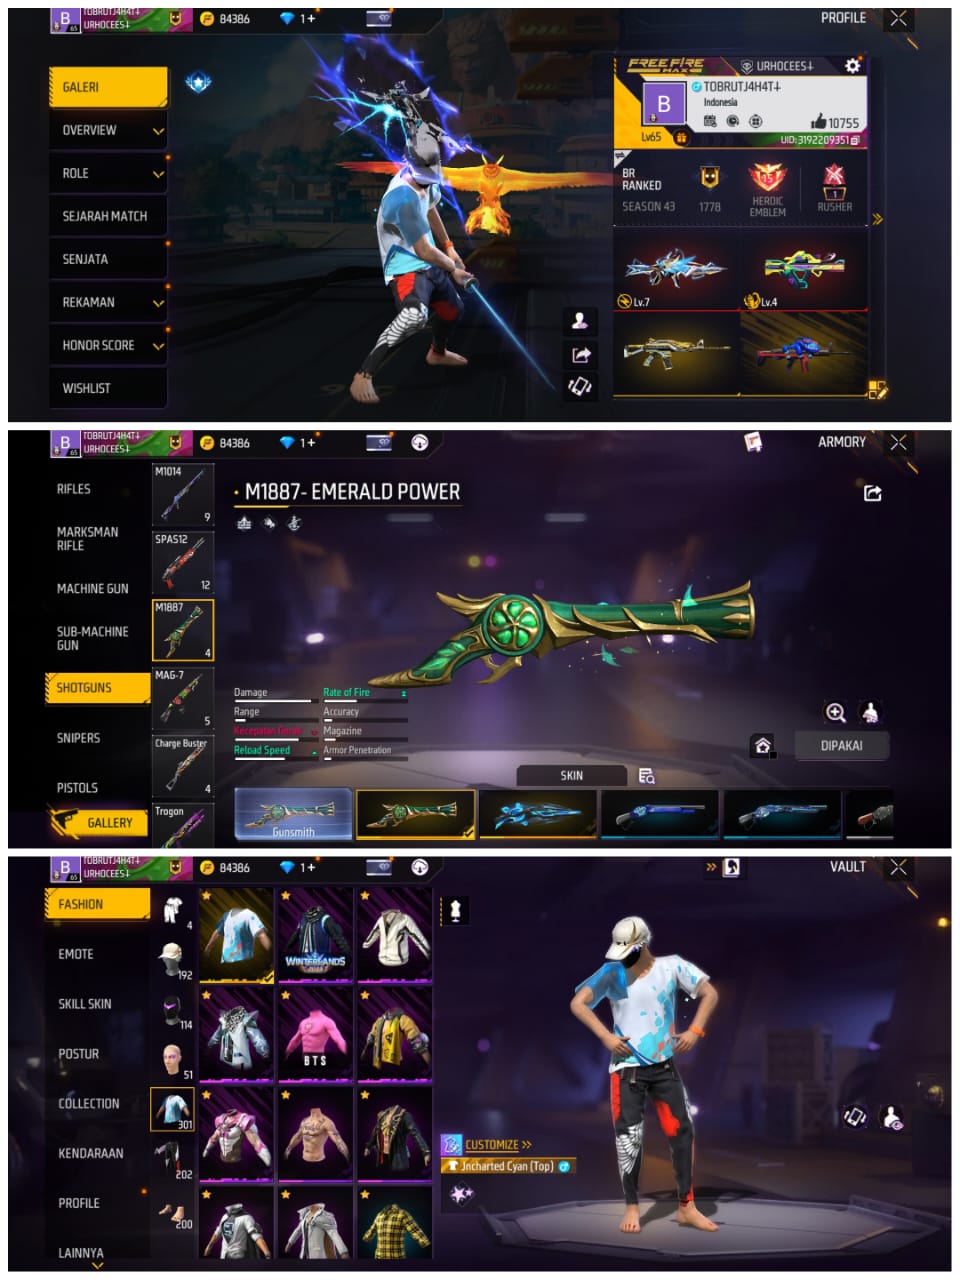 B
65
TOBRUTJ4H4T⸸
URHOCEES⸸
84386
1+
PROFILE
GALERI
OVERVIEW
ROLE
SEJARAH MATCH
SENJATA
REKAMAN
HONOR SCORE
WISHLIST
FREE FIRE
MAX
URHOCEES⸸
B
TOBRUTJ4H4T⸸
Indonesia
10755
Lv65
UID:3192209351
BR
RANKED
SEASON 43
1778
15
HEROIC
EMBLEM
1
RUSHER
Lv.7
Lv.4
B
65
TOBRUTJ4H4T⸸
URHOCEES⸸
84386
1+
ARMORY
RIFLES
MARKSMAN
RIFLE
MACHINE GUN
SUB-MACHINE
GUN
SHOTGUNS
SNIPERS
PISTOLS
GALLERY
M1014
9
SPAS12
12
M1887
4
MAG-7
5
Charge Buster
4
Trogon
M1887- EMERALD POWER
Damage
Rate of Fire
Range
Accuracy
Magazine
Reload Speed
Armor Penetration
DIPAKAI
SKIN
Gunsmith
B
65
TOBRUTJ4H4T⸸
URHOCEES⸸
84386
1+
VAULT
FASHION
EMOTE
SKILL SKIN
POSTUR
COLLECTION
KENDARAAN
PROFILE
LAINNYA
4
192
114
51
301
202
200
WINTERLANDS
BTS
CUSTOMIZE
Jncharted Cyan (Top)